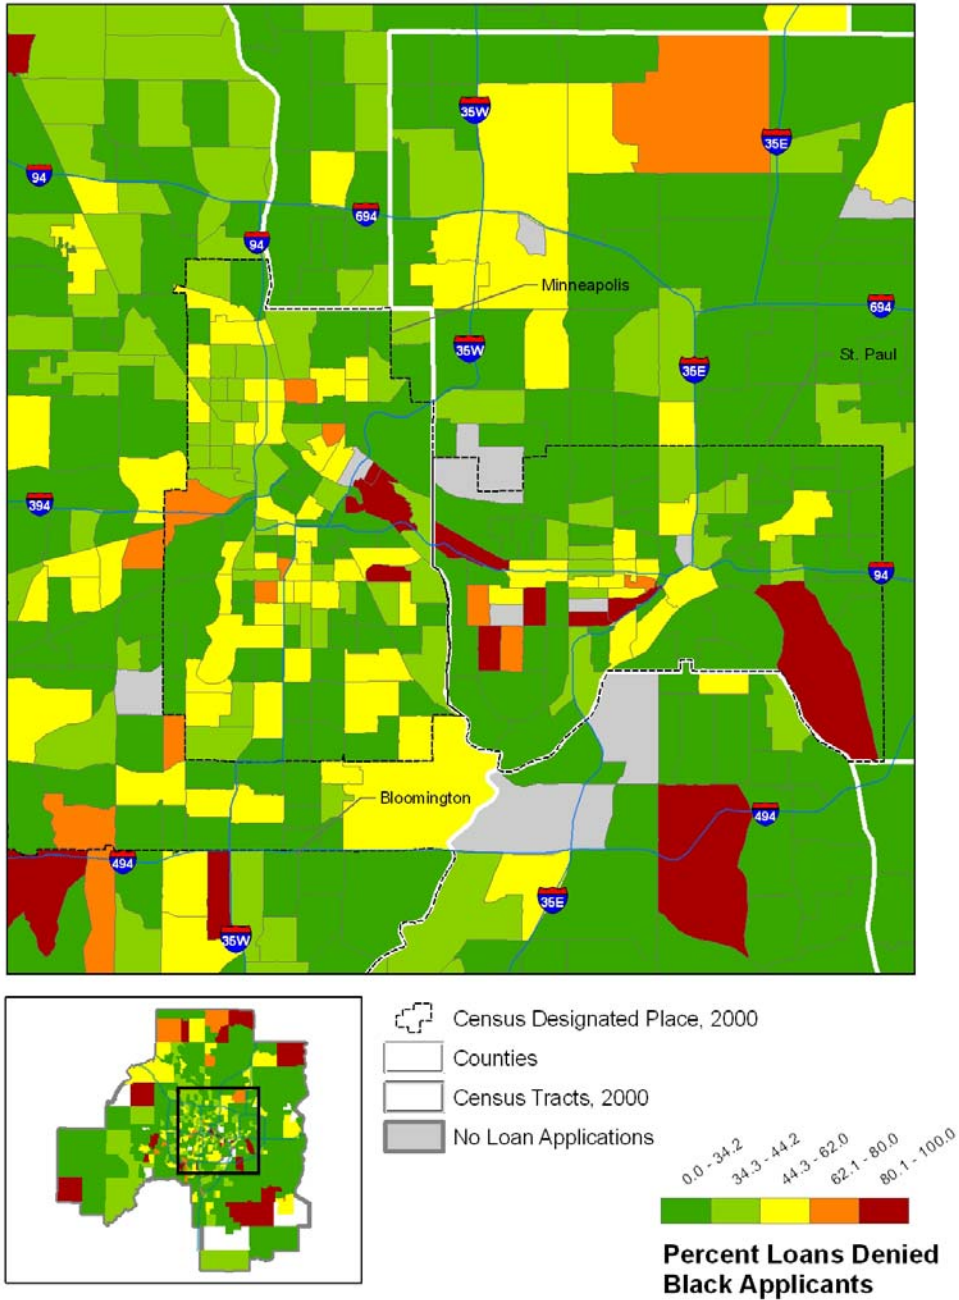 35W
35E
94
694
94
Minneapolis
694
35W
St. Paul
35E
394
94
Bloomington
494
494
35E
35W
Census Designated Place, 2000
Counties
Census Tracts, 2000
No Loan Applications
0.0 - 34.2
34.3 - 44.2
44.3 - 62.0
62.1 - 80.0
80.1 - 100.0
Percent Loans Denied
Black Applicants